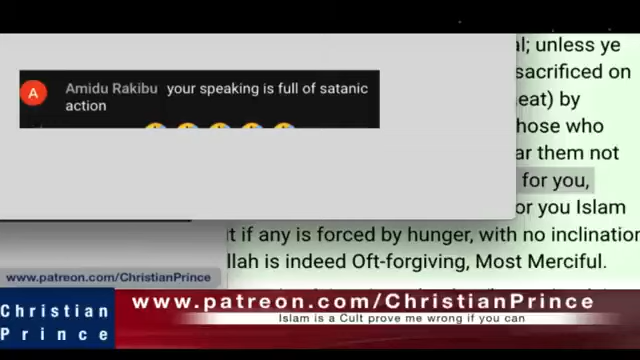 al; unless ye
sacrificed on
eat) by
hose who
ar them not
for you,
or you Islam
t if any is forced by hunger, with no inclination
llah is indeed Oft-forgiving, Most Merciful.
A
Amidu Rakibu your speaking is full of satanic
action
www.patreon.com/ChristianPrince
Christian
Prince
www.patreon.com/ChristianPrince
Islam is a Cult prove me wrong if you can